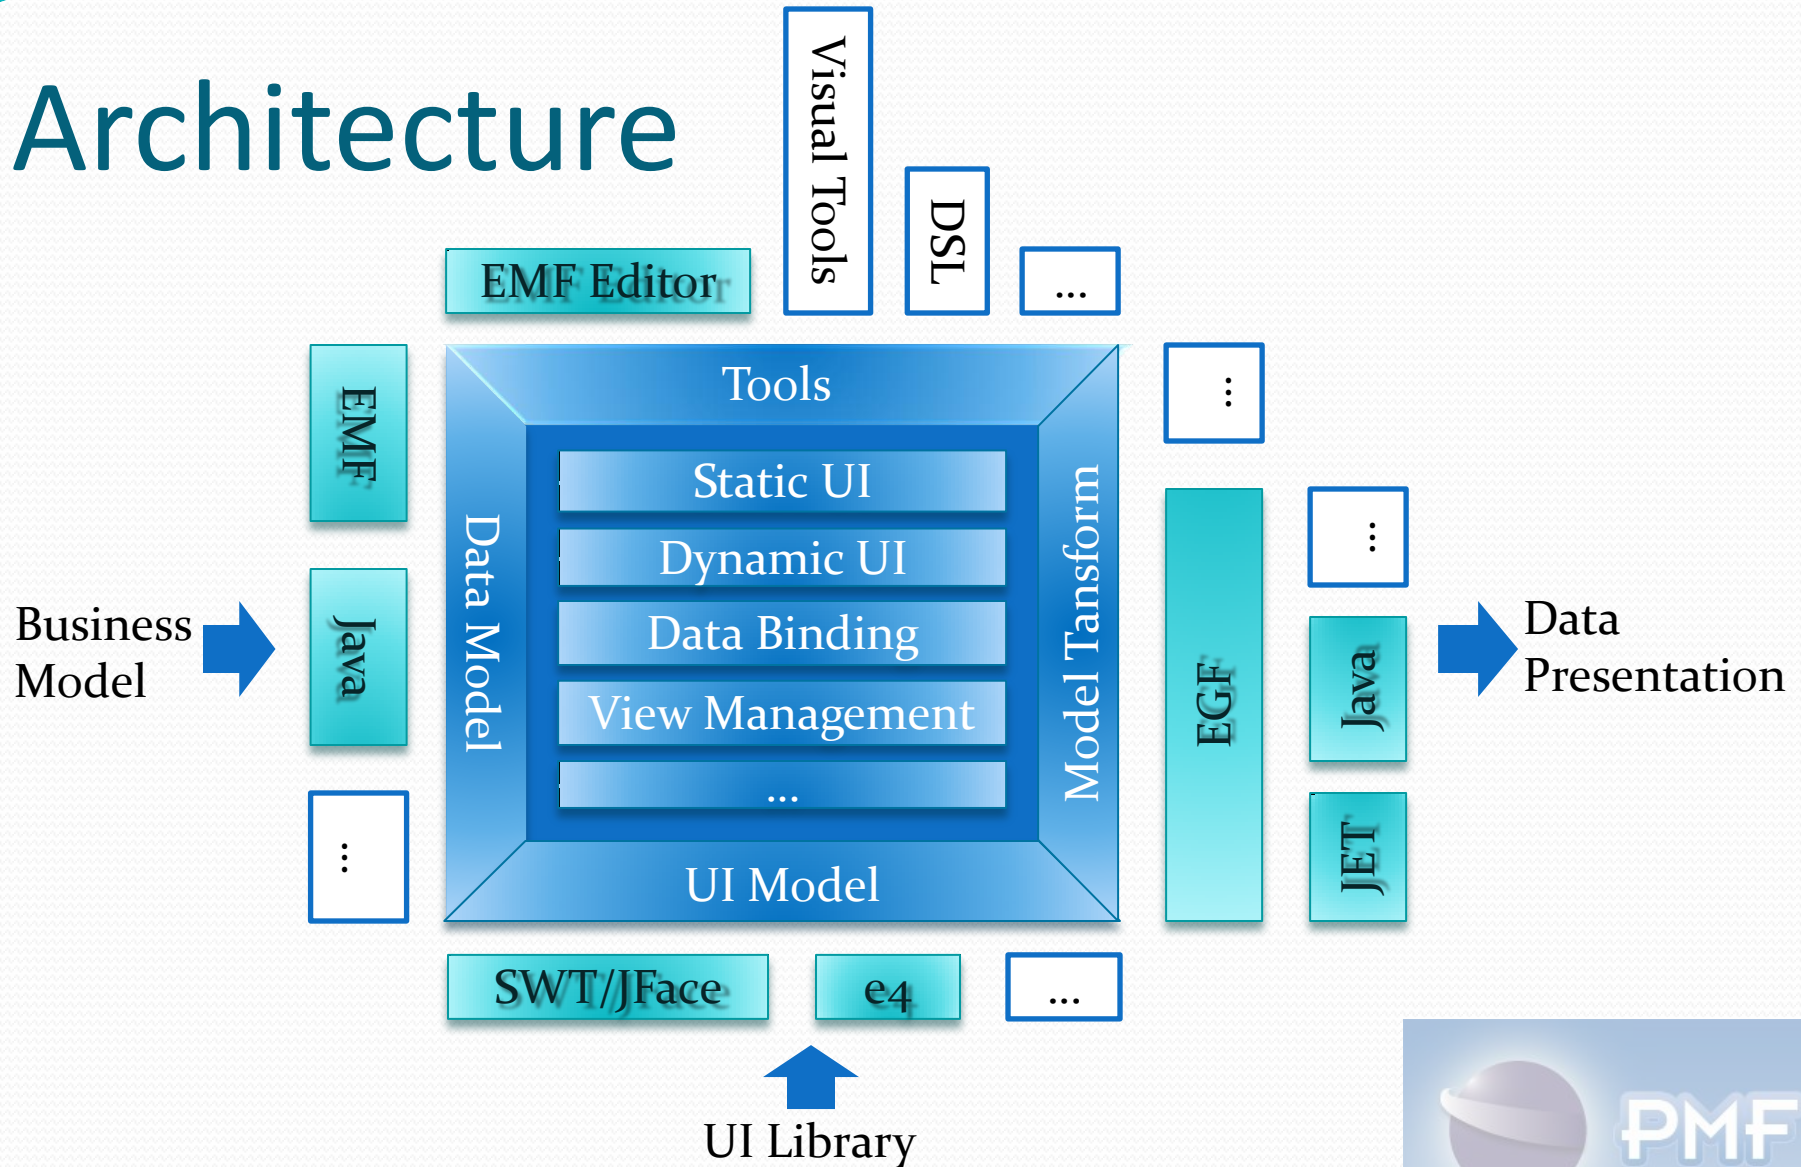 Architecture
Visual Tools
DSL
EMF Editor
...
EMF
Java
...
Business
Model
Tools
Data Model
Static UI
Dynamic UI
Data Binding
View Management
...
Model Tansform
UI Model
...
EGF
...
Java
JET
Data
Presentation
SWT/JFace
e4
...
UI Library
PMF